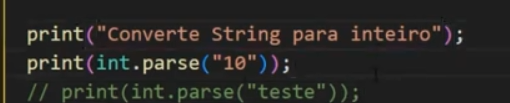 print("Converte String para inteiro");
print(int.parse("10"));
// print(int.parse("teste"));